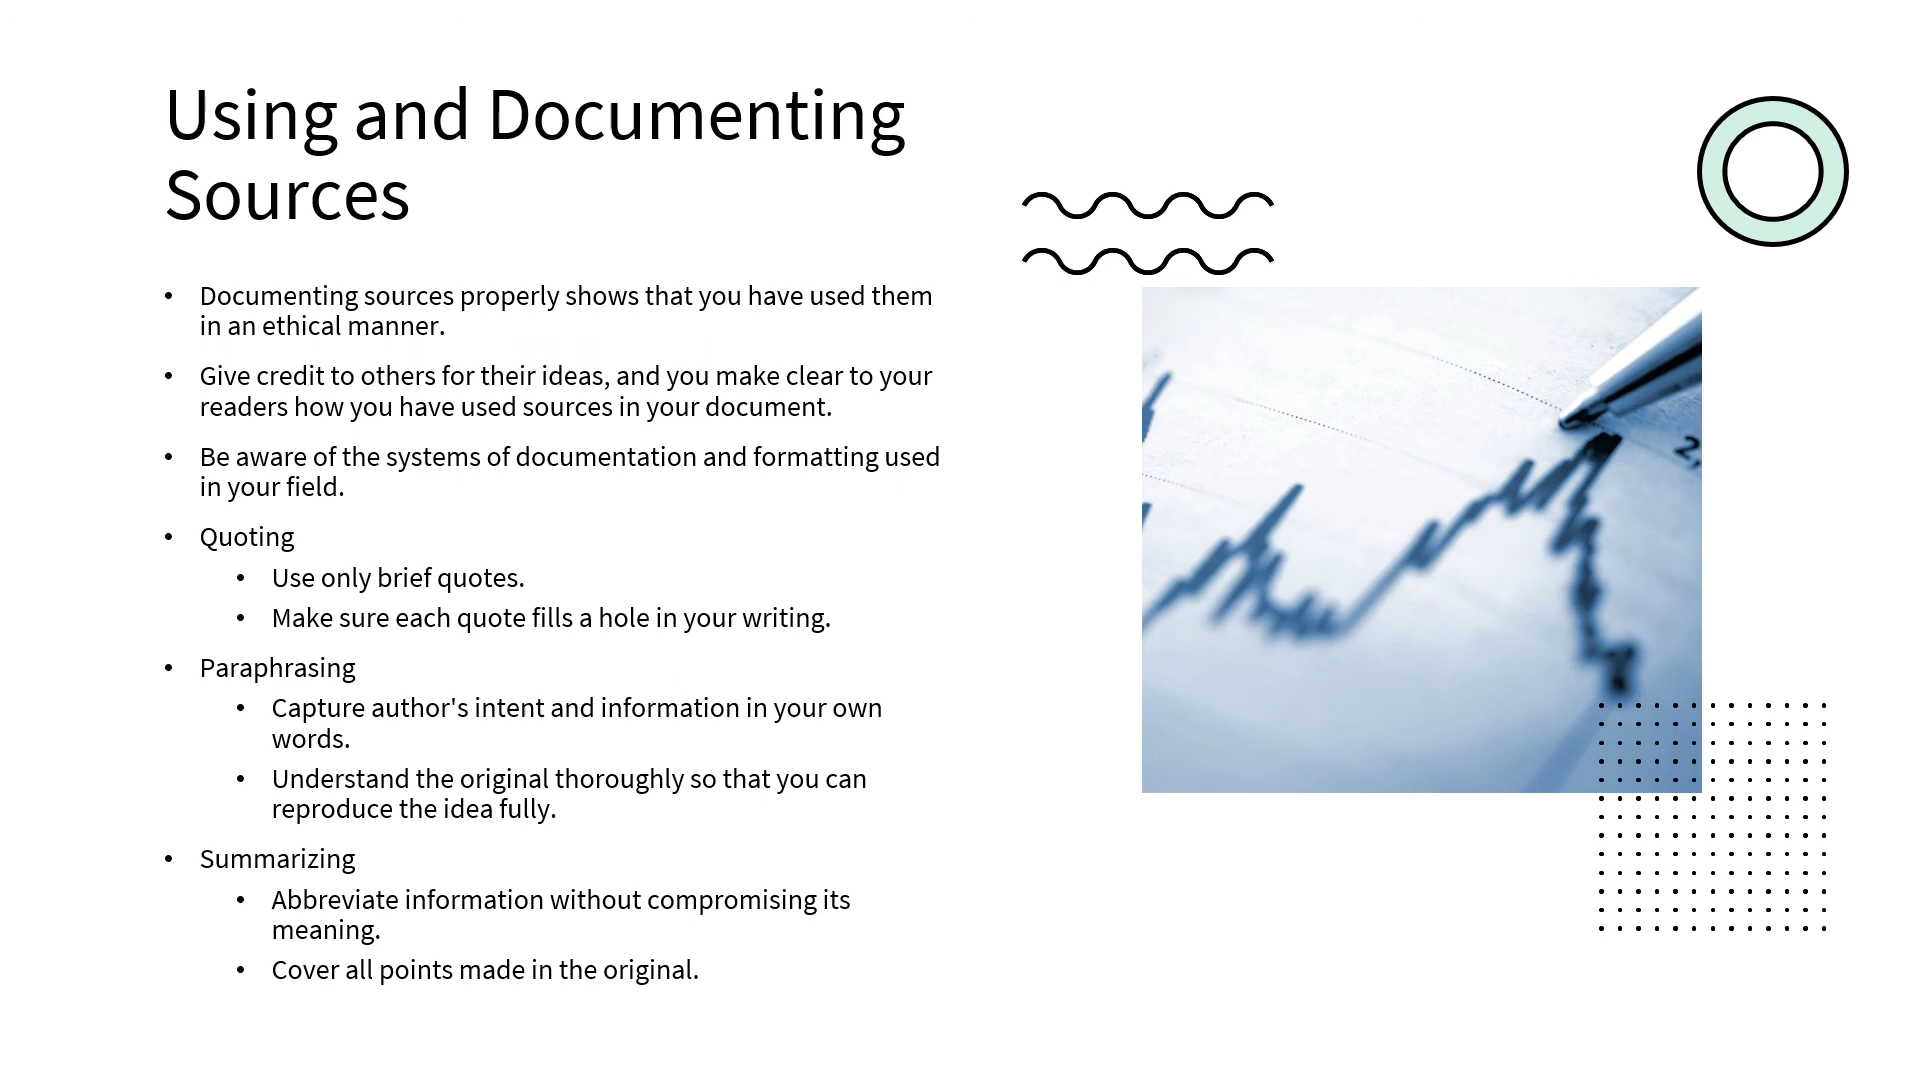 Using and Documenting
Sources
• Documenting sources properly shows that you have used them
in an ethical manner.
• Give credit to others for their ideas, and you make clear to your
readers how you have used sources in your document.
• Be aware of the systems of documentation and formatting used
in your field.
• Quoting
• Use only brief quotes.
• Make sure each quote fills a hole in your writing.
• Paraphrasing
• Capture author's intent and information in your own
words.
• Understand the original thoroughly so that you can
reproduce the idea fully.
• Summarizing
• Abbreviate information without compromising its
meaning.
• Cover all points made in the original.
2,